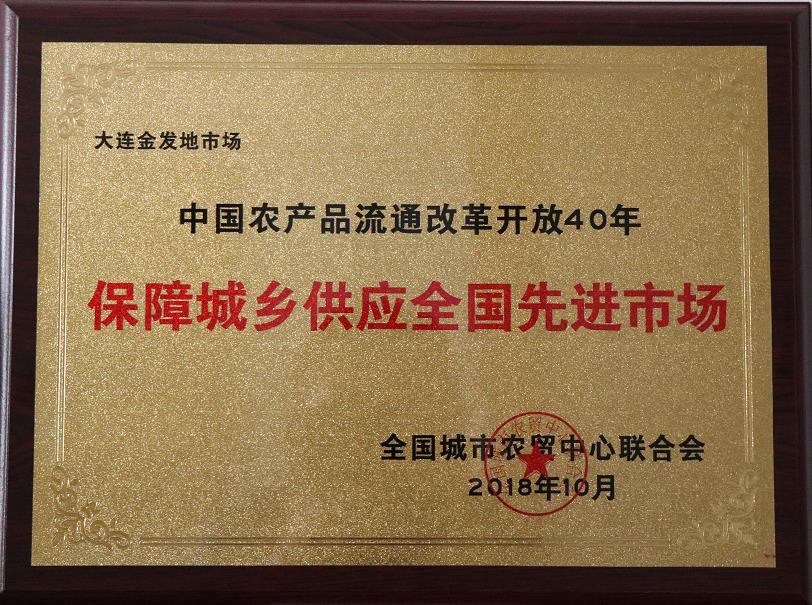 大连金发地市场
中国农产品流通改革开放40年
保障城乡供应全国先进市场
全国城市农贸中心联合会
2018年10月